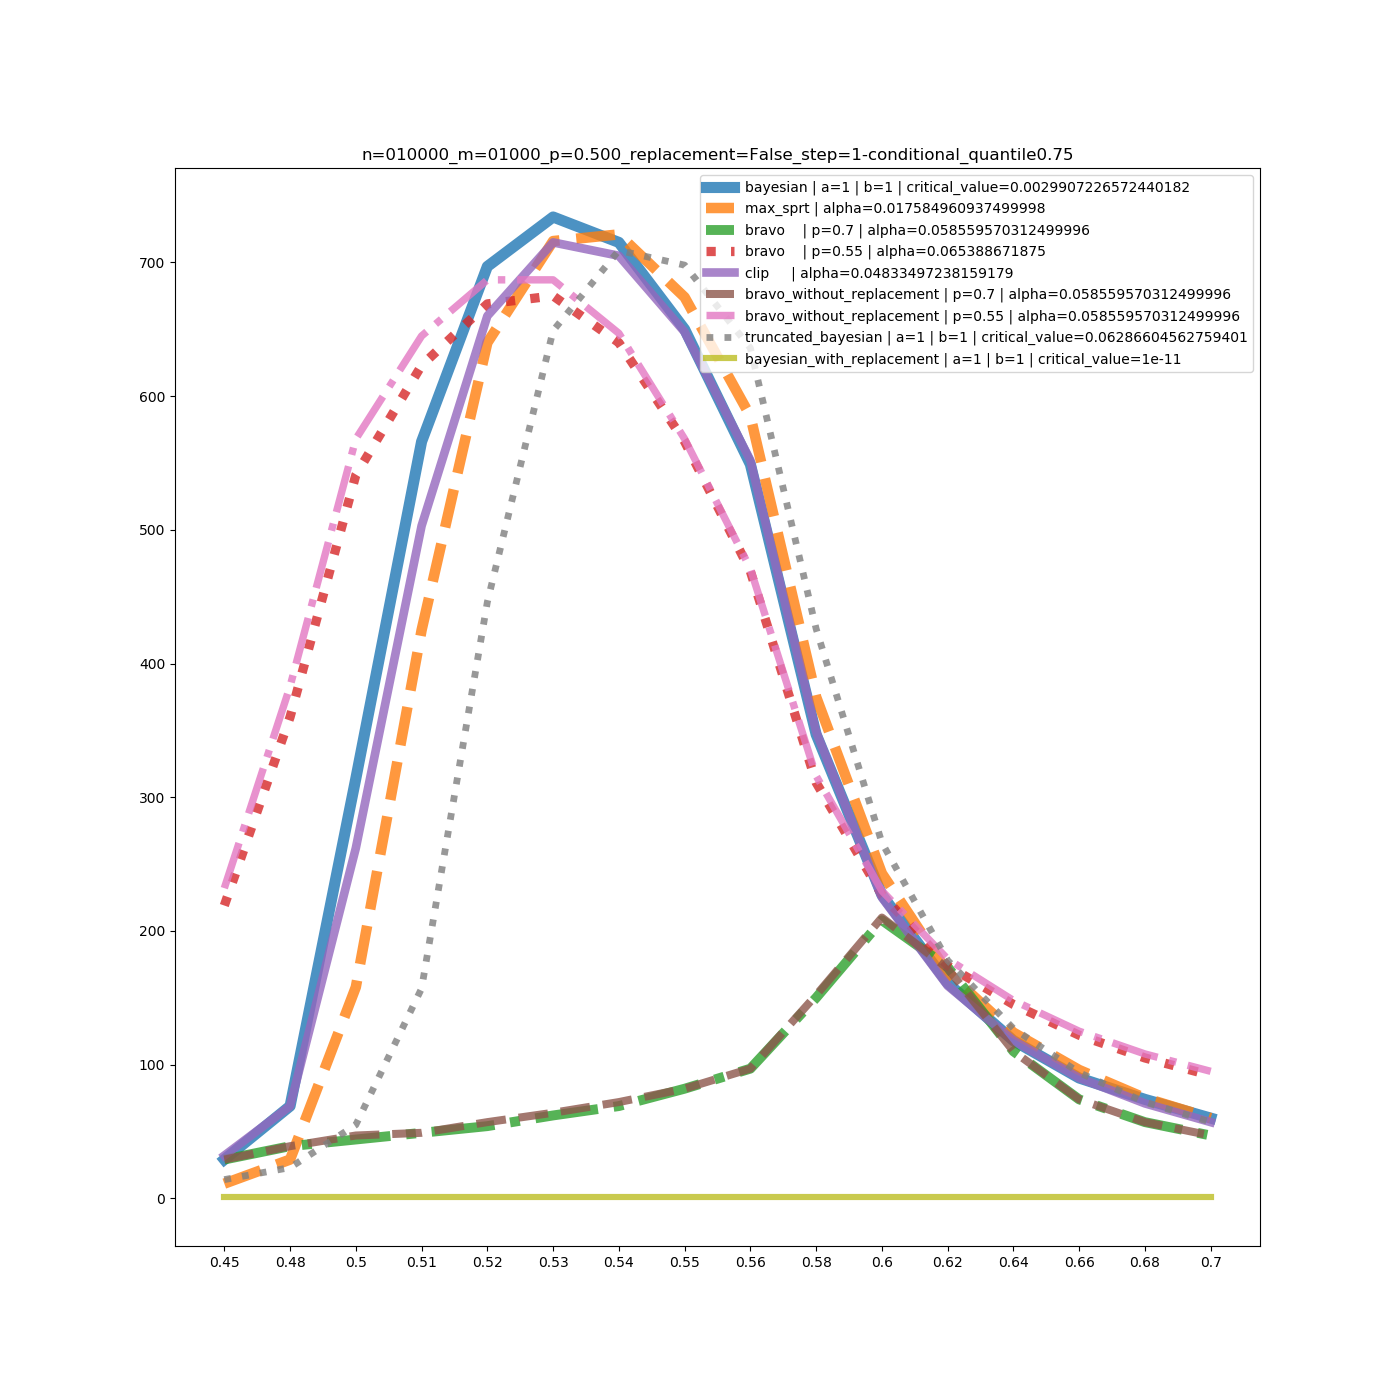 n=010000_m=01000_p=0.500_replacement=False_step=1-conditional_quantile0.75
bayesian | a=1 | b=1 | critical_value=0.0029907226572440182
max_sprt | alpha=0.017584960937499998
bravo    | p=0.7 | alpha=0.058559570312499996
bravo    | p=0.55 | alpha=0.065388671875
clip     | alpha=0.04833497238159179
bravo_without_replacement | p=0.7 | alpha=0.058559570312499996
bravo_without_replacement | p=0.55 | alpha=0.058559570312499996
truncated_bayesian | a=1 | b=1 | critical_value=0.06286604562759401
bayesian_with_replacement | a=1 | b=1 | critical_value=1e-11
700
600
500
400
300
200
100
0
0.45 0.48 0.5 0.51 0.52 0.53 0.54 0.55 0.56 0.58 0.6 0.62 0.64 0.66 0.68 0.7